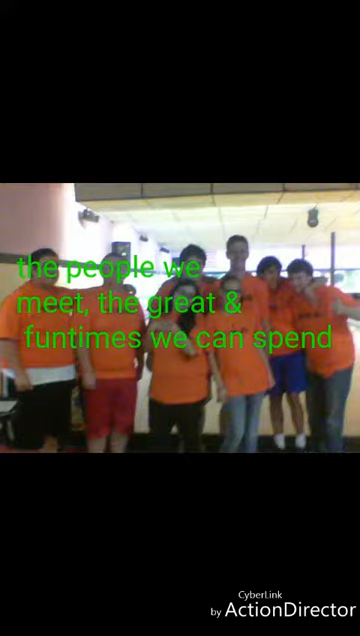 the people we
meet, the great &
funtimes we can spend
CyberLink
by ActionDirector